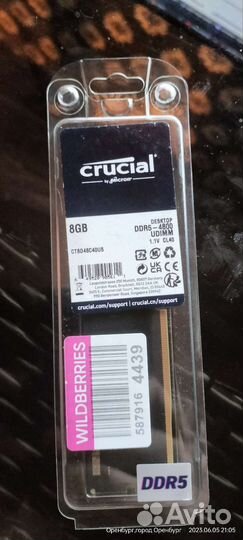 crucial
by Micron
8GB
DESKTOP
DDR5-4800
UDIMM
1.1V CL40
CT8G48C40U5
crucial.com/support | crucial.cn/support
WILDBERRIES
587916 4439
DDR5
Avito
Оренбург,город Оренбург 2023.06.05 21:05